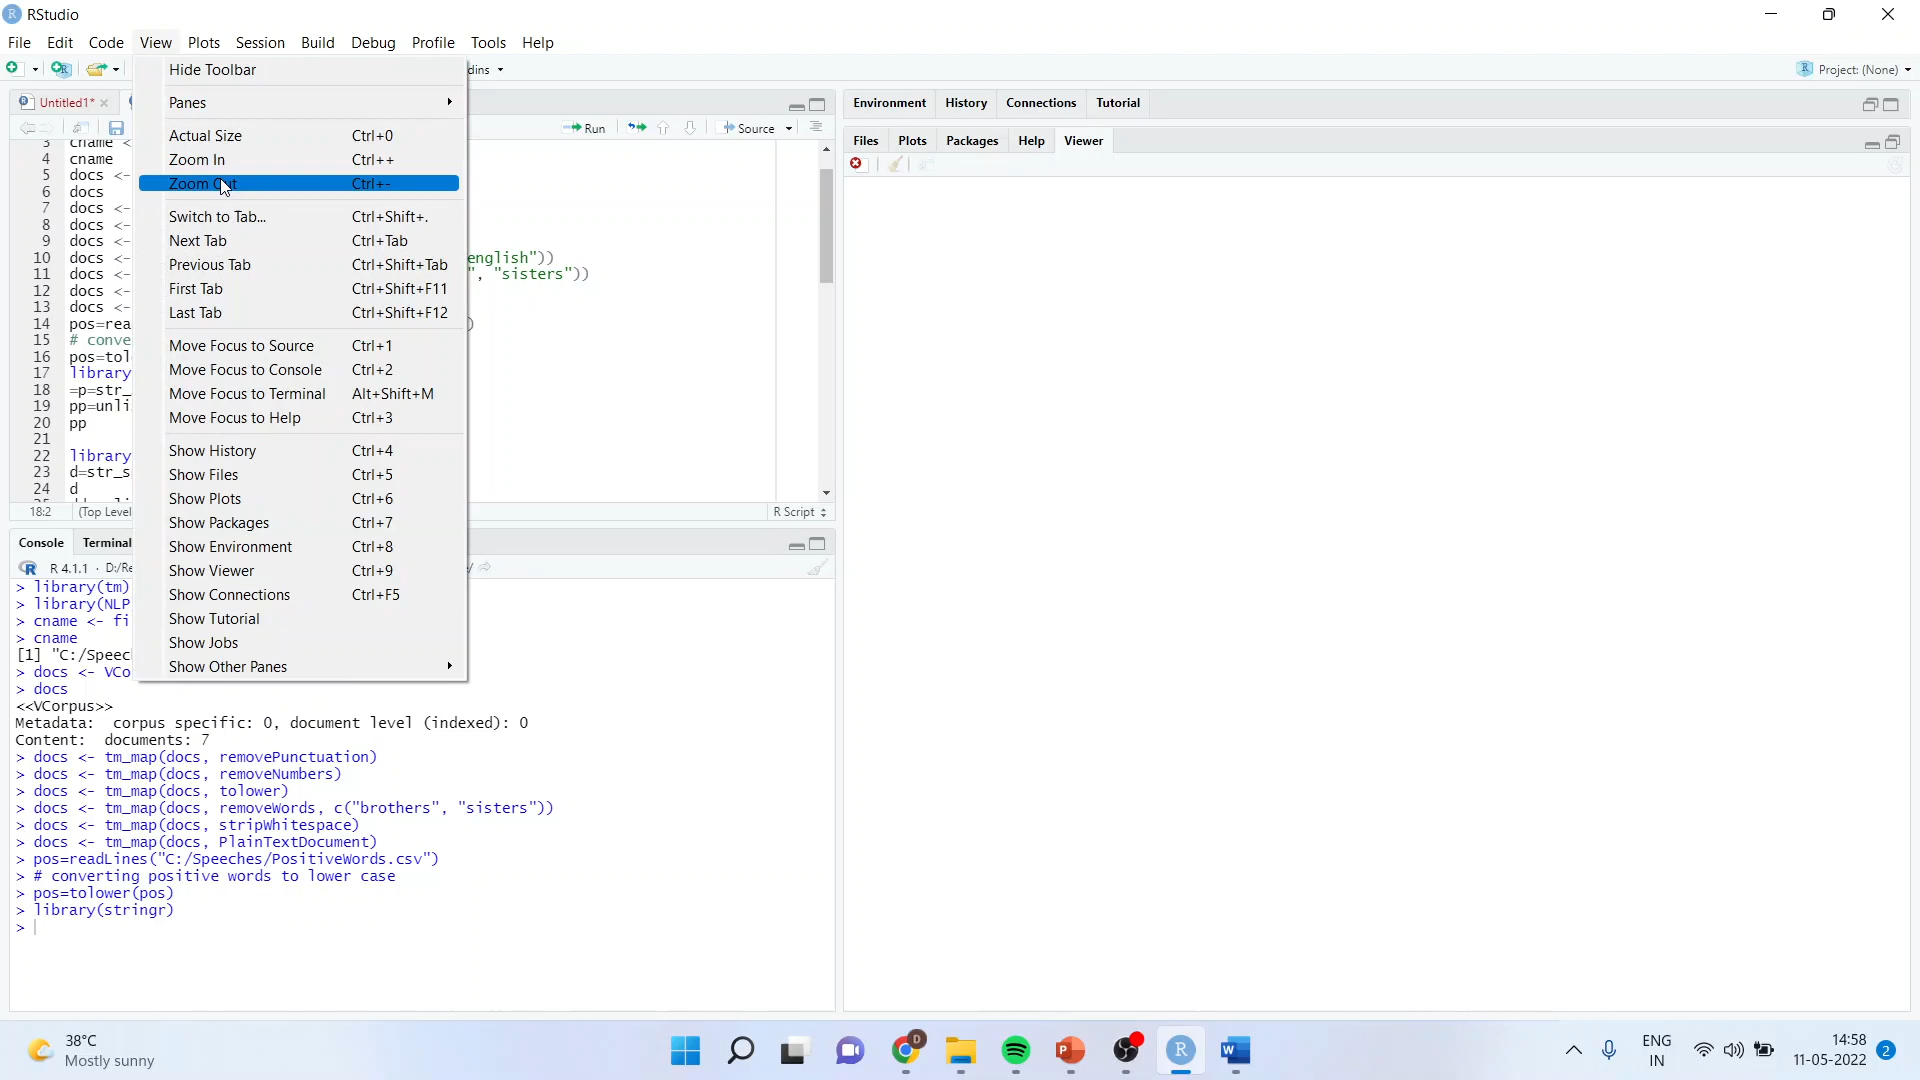 RStudio
File Edit Code View Plots Session Build Debug Profile Tools Help
dins
Project: (None)
Hide Toolbar
Panes
Actual Size Ctrl+0
Zoom In Ctrl++
Zoom Out Ctrl+-
Switch to Tab... Ctrl+Shift+.
Next Tab Ctrl+Tab
Previous Tab Ctrl+Shift+Tab
First Tab Ctrl+Shift+F11
Last Tab Ctrl+Shift+F12
Move Focus to Source Ctrl+1
Move Focus to Console Ctrl+2
Move Focus to Terminal Alt+Shift+M
Move Focus to Help Ctrl+3
Show History Ctrl+4
Show Files Ctrl+5
Show Plots Ctrl+6
Show Packages Ctrl+7
Show Environment Ctrl+8
Show Viewer Ctrl+9
Show Connections Ctrl+F5
Show Tutorial
Show Jobs
Show Other Panes
Untitled1*
Run Source
3 cname <
4 cname
5 docs <-
6 docs
7 docs <-
8 docs <-
9 docs <-
10 docs <- english"))
11 docs <- ", "sisters"))
12 docs <-
13 docs <-
14 pos=rea )
15 # conve
16 pos=tol
17 library
18 =p=str_
19 pp=unli
20 pp
21
22 library
23 d=str_s
24 d
18:2 (Top Level R Script
Console Terminal
R 4.1.1 · D:/Re /
> library(tm)
> library(NLP
> cname <- fi
> cname
[1] "C:/Speec
> docs <- VCo
> docs
<<VCorpus>>
Metadata: corpus specific: 0, document level (indexed): 0
Content: documents: 7
> docs <- tm_map(docs, removePunctuation)
> docs <- tm_map(docs, removeNumbers)
> docs <- tm_map(docs, tolower)
> docs <- tm_map(docs, removeWords, c("brothers", "sisters"))
> docs <- tm_map(docs, stripWhitespace)
> docs <- tm_map(docs, PlainTextDocument)
> pos=readLines("C:/Speeches/PositiveWords.csv")
> # converting positive words to lower case
> pos=tolower(pos)
> library(stringr)
>
Environment History Connections Tutorial
Files Plots Packages Help Viewer
38°C
Mostly sunny
D
ENG
IN
14:58
11-05-2022
2